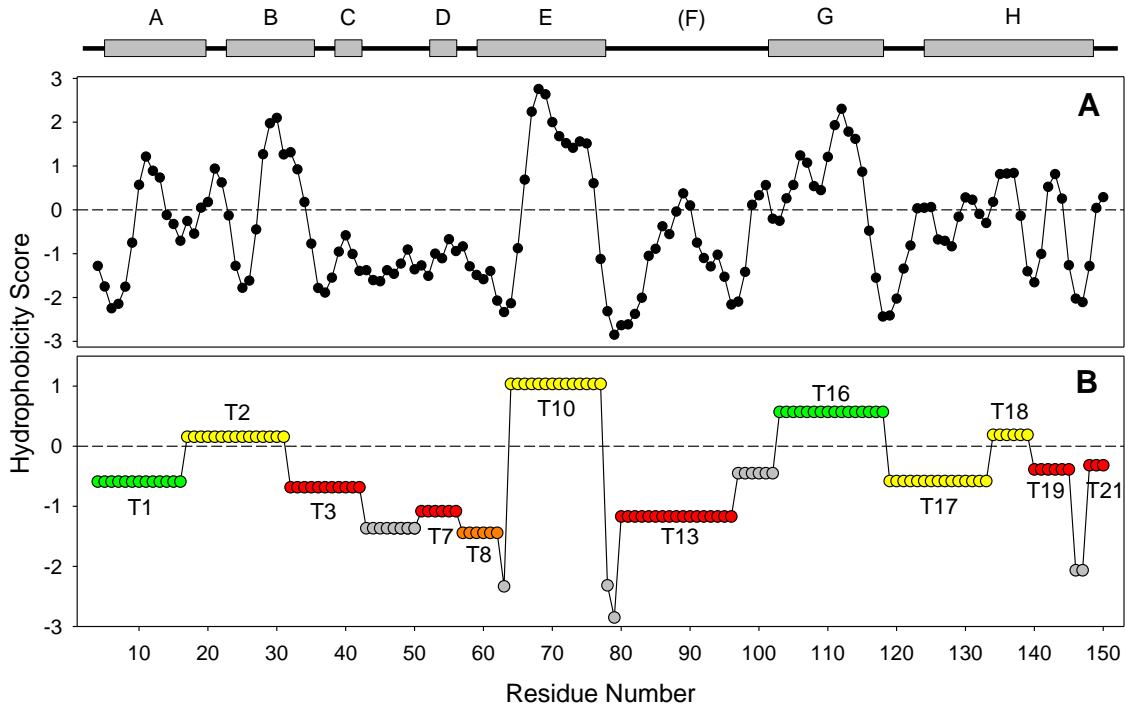 A B C D E (F) G H
A
3
2
1
0
-1
-2
-3
Hydrophobicity Score
B
1
0
-1
-2
-3
T1 T2 T3 T7 T8 T10 T13 T16 T17 T18 T19 T21
10 20 30 40 50 60 70 80 90 100 110 120 130 140 150
Residue Number